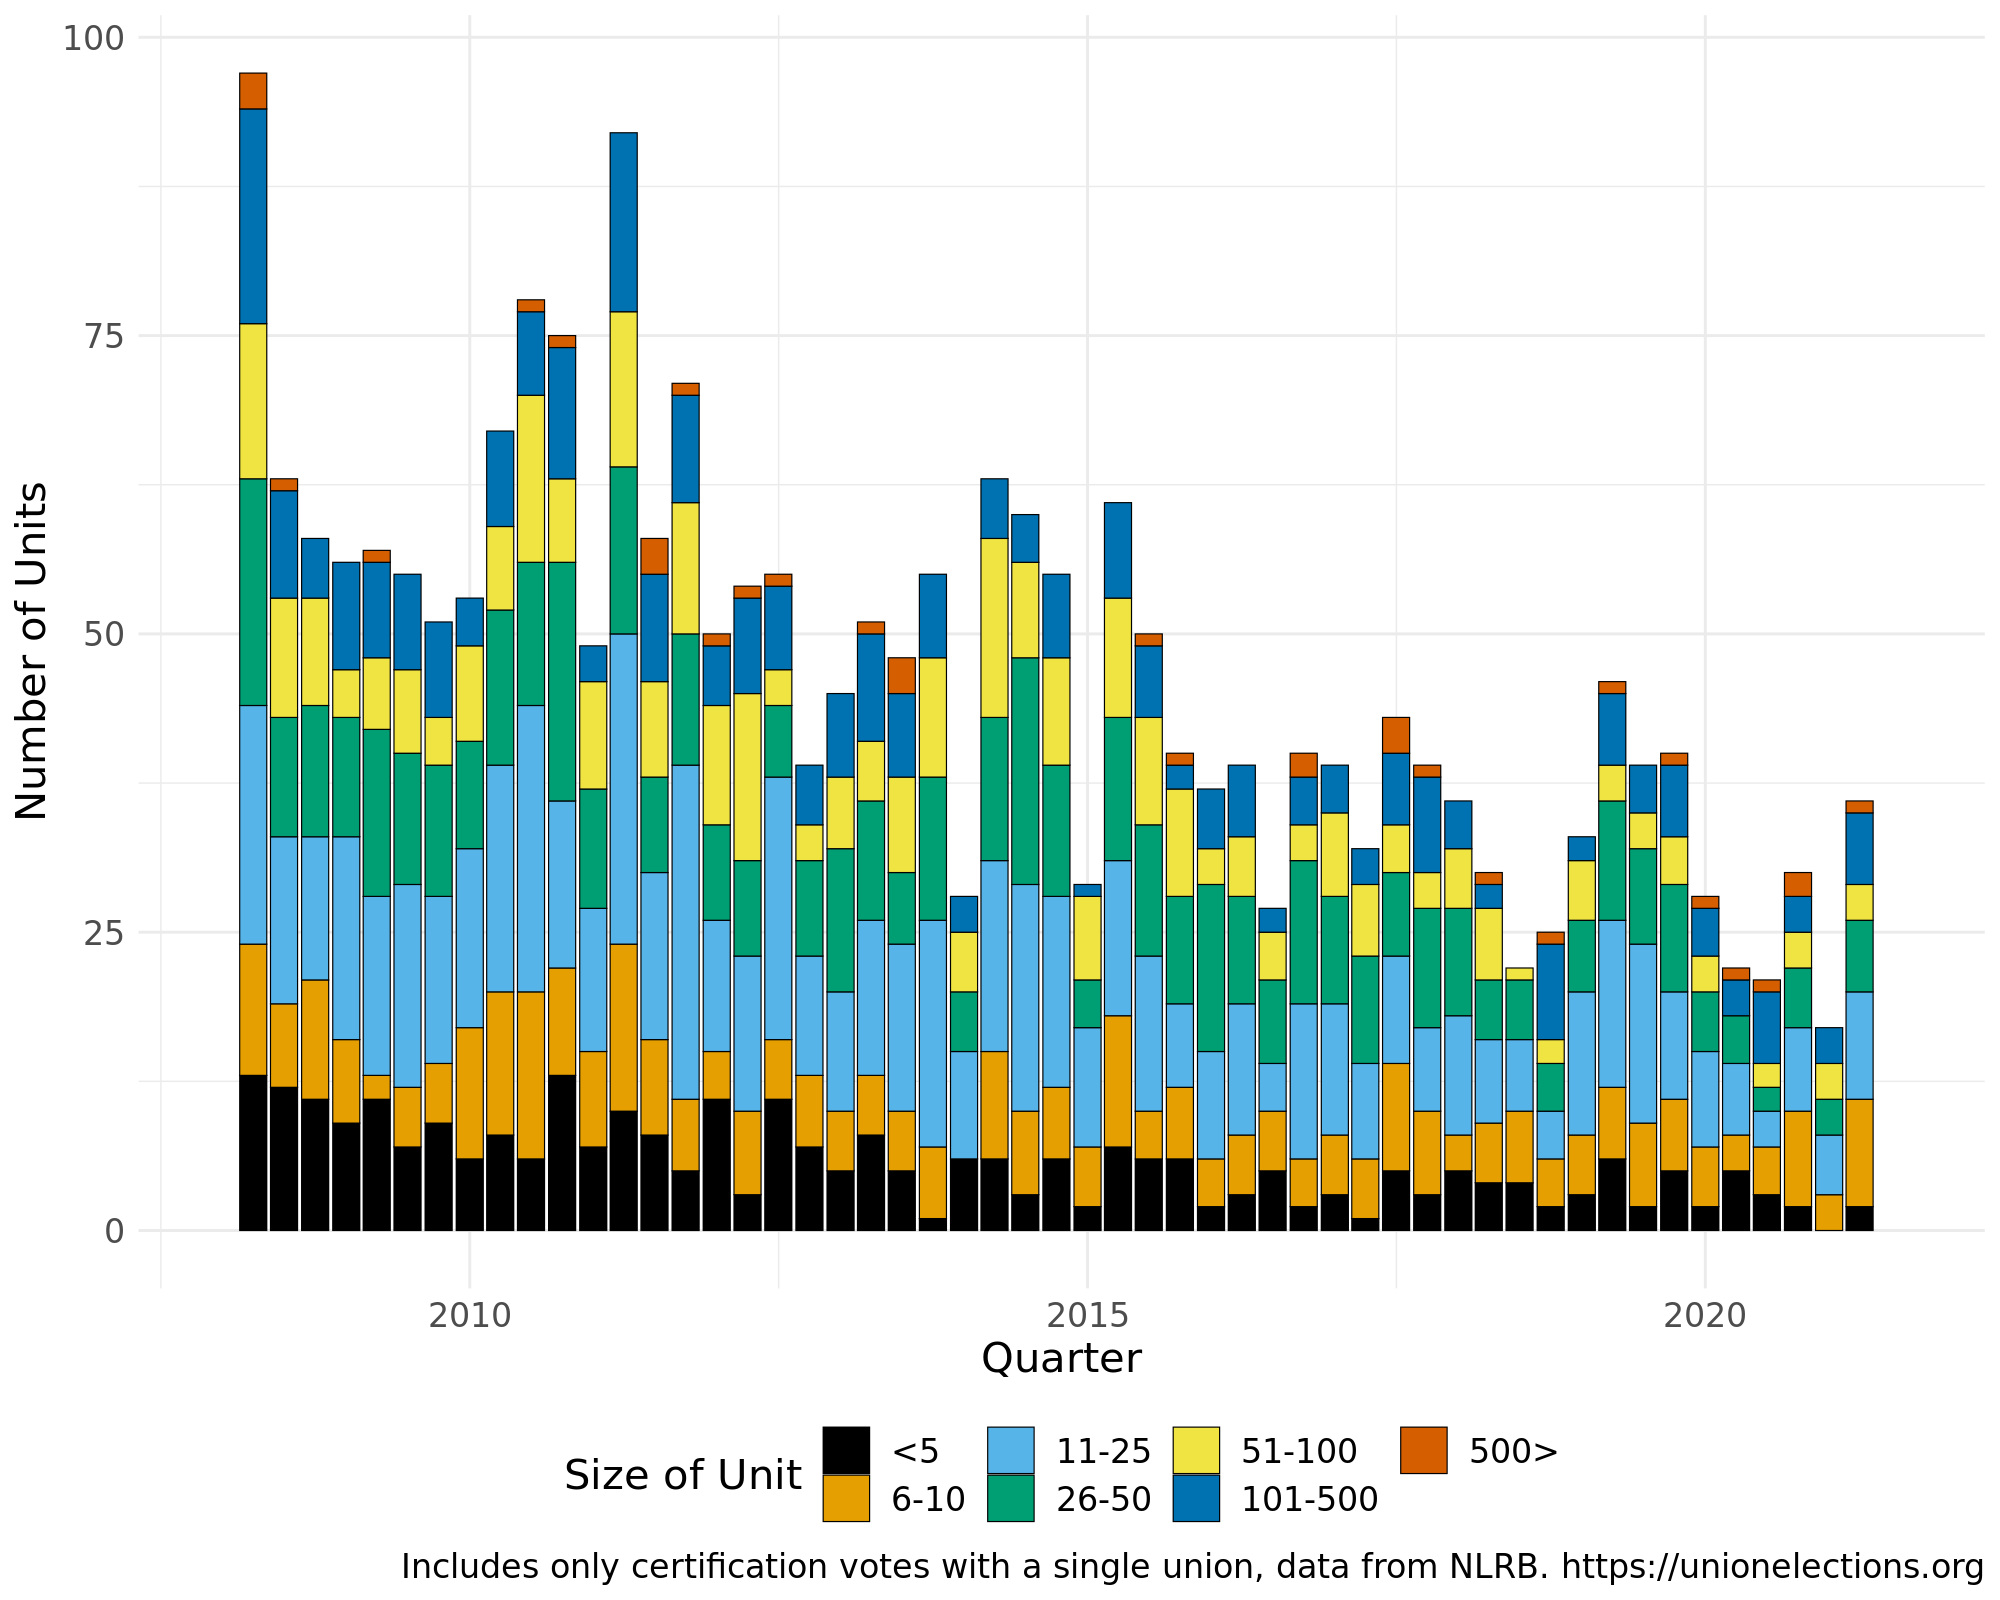 100
75
50
25
0
Number of Units
2010 2015 2020
Quarter
Size of Unit
<5 11-25 51-100 500>
6-10 26-50 101-500
Includes only certification votes with a single union, data from NLRB. https://unionelections.org